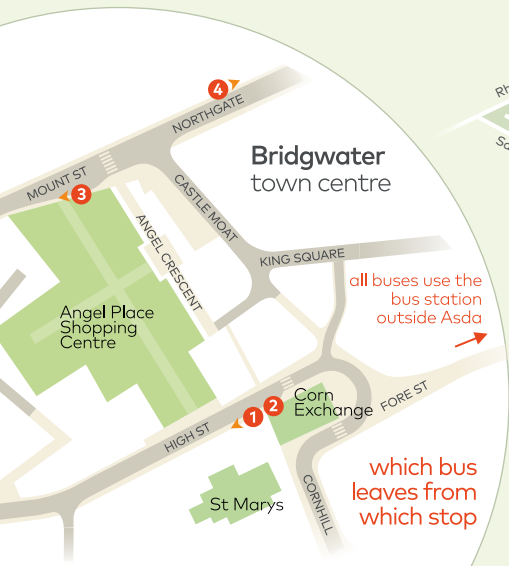 4
NORTHGATE
Bridgwater
town centre
MOUNT ST
3
CASTLE MOAT
ANGEL CRESCENT
KING SQUARE
all buses use the
bus station
outside Asda
Angel Place
Shopping
Centre
1
2
Corn
Exchange
FORE ST
HIGH ST
which bus
leaves from
which stop
St Marys
CORNHILL
Rh
Sq